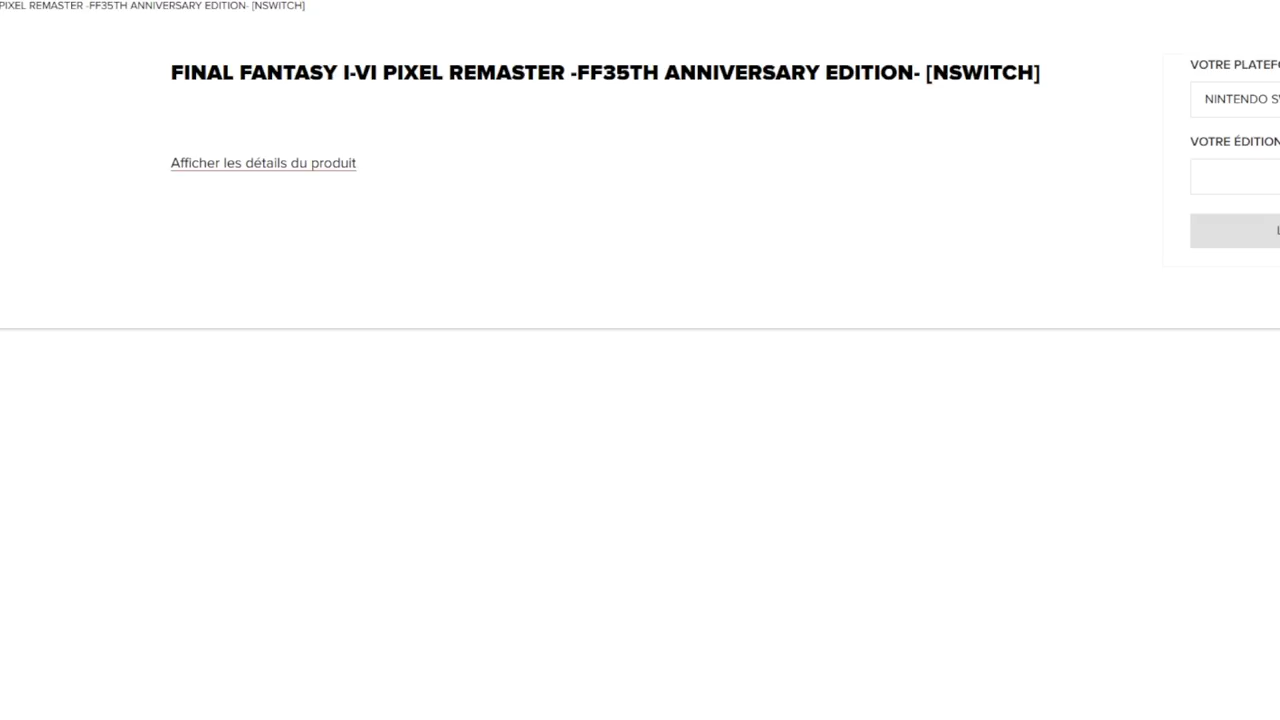 PIXEL REMASTER -FF35TH ANNIVERSARY EDITION- [NSWITCH]
FINAL FANTASY I-VI PIXEL REMASTER -FF35TH ANNIVERSARY EDITION- [NSWITCH]
Afficher les détails du produit
VOTRE
NINTENDO
VOTRE ÉDITION